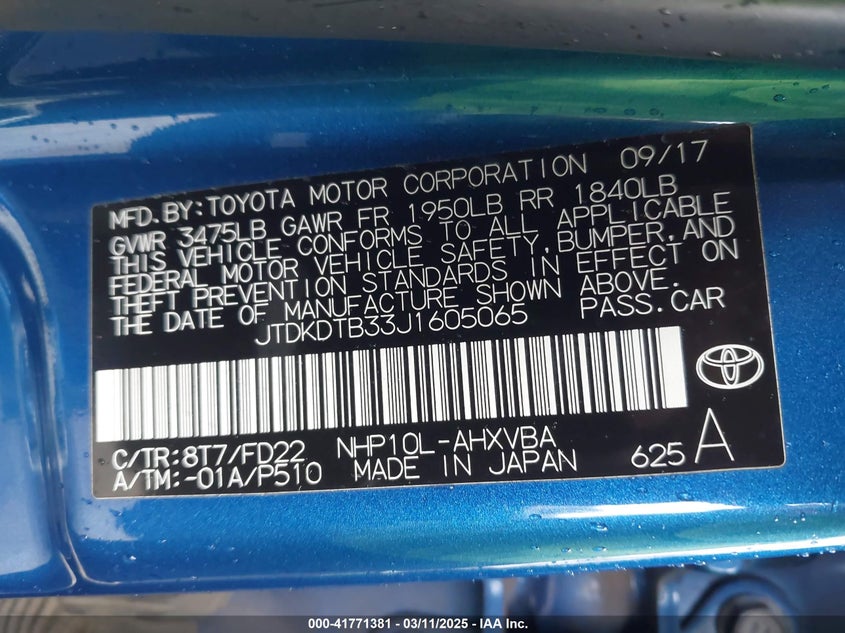 MFD. BY: TOYOTA MOTOR CORPORATION 09/17
GVWR 3475LB GAWR FR 1950LB RR 1840LB
THIS VEHICLE CONFORMS TO ALL APPLICABLE
FEDERAL MOTOR VEHICLE SAFETY, BUMPER, AND
THEFT PREVENTION STANDARDS IN EFFECT ON
THE DATE OF MANUFACTURE SHOWN ABOVE.
JTDKDTB33J1605065 PASS. CAR
C/TR: 8T7/FD22 NHP10L-AHXVBA
A/TM: -01A/P510 MADE IN JAPAN 625 A
000-41771381 - 03/11/2025 - IAA Inc.